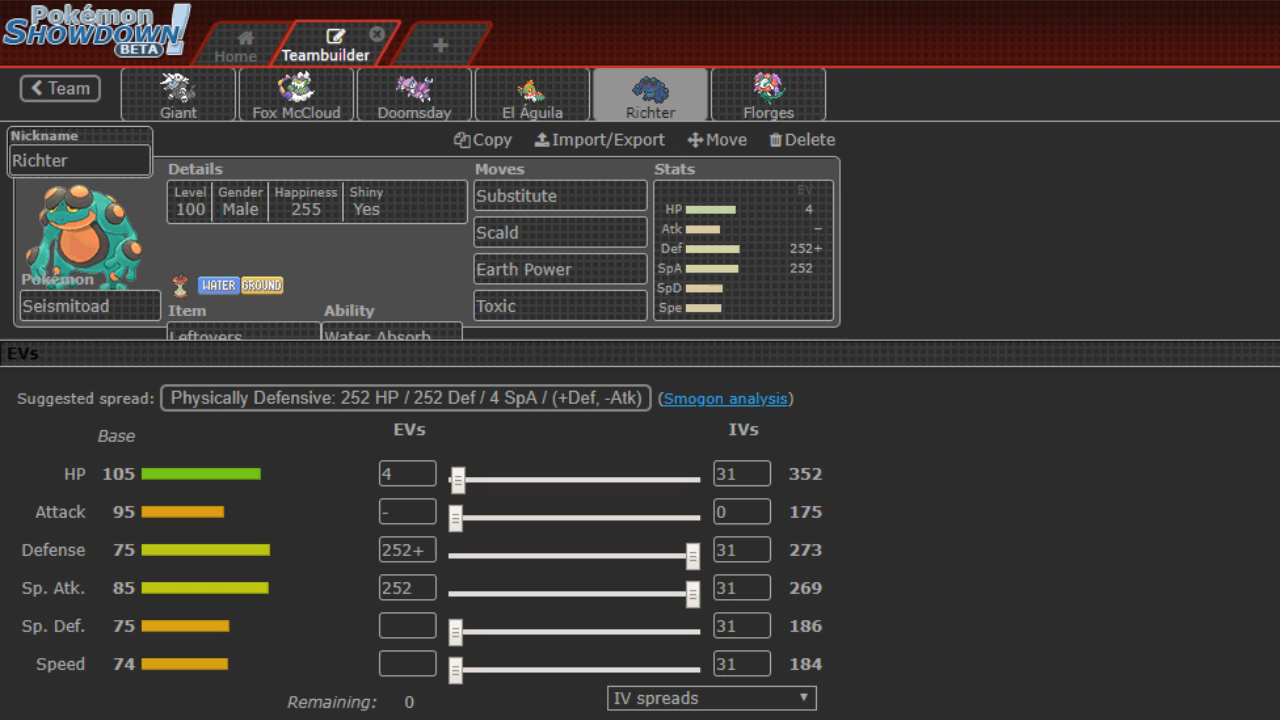 Pokémon
SHOWDOWN!
BETA
Home
Teambuilder
+
Team
Giant
Fox McCloud
Doomsday
El Águila
Richter
Florges
Copy Import/Export Move Delete
Nickname
Richter
Details
Level Gender Happiness Shiny
100 Male 255 Yes
WATER GROUND
Pokémon
Seismitoad
Item Ability
Leftovers Water Absorb
Moves
Substitute
Scald
Earth Power
Toxic
Stats
EV
HP 4
Atk –
Def 252+
SpA 252
SpD
Spe
EVs
Suggested spread: Physically Defensive: 252 HP / 252 Def / 4 SpA / (+Def, -Atk) (Smogon analysis)
Base EVs IVs
HP 105 4 31 352
Attack 95 - 0 175
Defense 75 252+ 31 273
Sp. Atk. 85 252 31 269
Sp. Def. 75 31 186
Speed 74 31 184
Remaining: 0 IV spreads